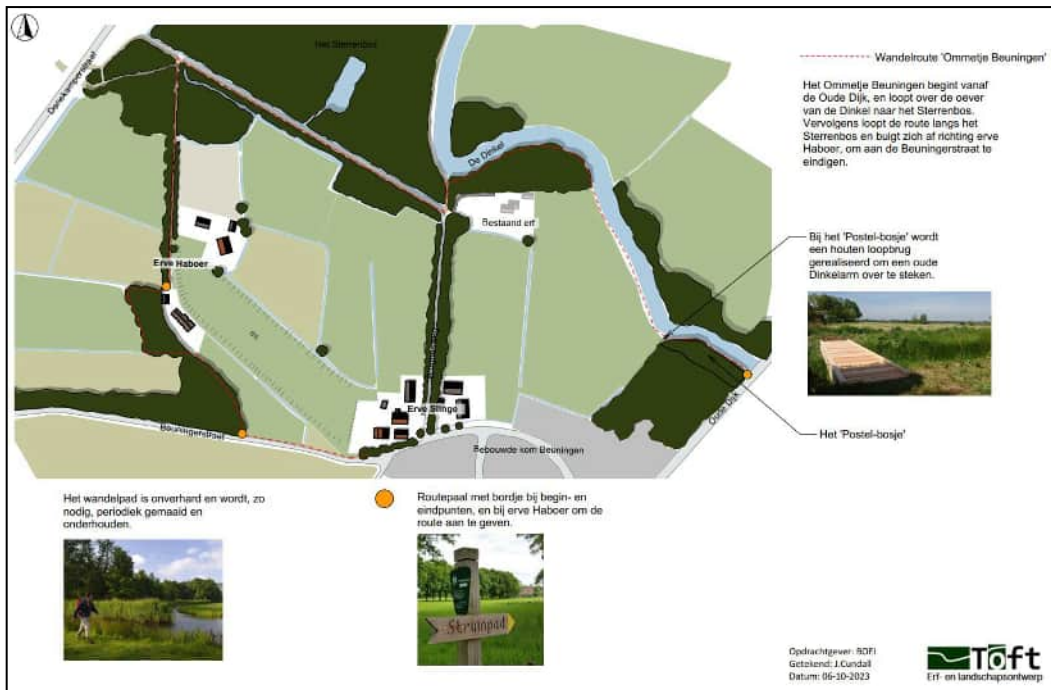 Wandelroute 'Ommetje Beuningen'
Het Ommetje Beuningen begint vanaf
de Oude Dijk, en loopt over de oever
van de Dinkel naar het Sterrenbos.
Vervolgens loopt de route langs het
Sterrenbos en buigt zich af richting erve
Haboer, om aan de Beuningerstraat te
eindigen.
Het Sterrenbos
De Dinkel
Bestaand erf
Erve Haboer
Bij het 'Postel-bosje' wordt
een houten loopbrug
gerealiseerd om een oude
Dinkelarm over te steken.
Erve Slinge
Oude Dijk
Het 'Postel-bosje'
Bebouwde kom Beuningen
Het wandelpad is onverhard en wordt, zo
nodig, periodiek gemaaid en
onderhouden.
Routepaal met bordje bij begin- en
eindpunten, en bij erve Haboer om de
route aan te geven.
Struinpad
Opdrachtgever: BOEi
Getekend: J.Cundall
Datum: 06-10-2023
Toft
Erf- en landschapsontwerp